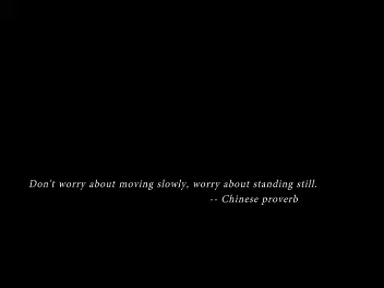 Don't worry about moving slowly, worry about standing still.
-- Chinese proverb